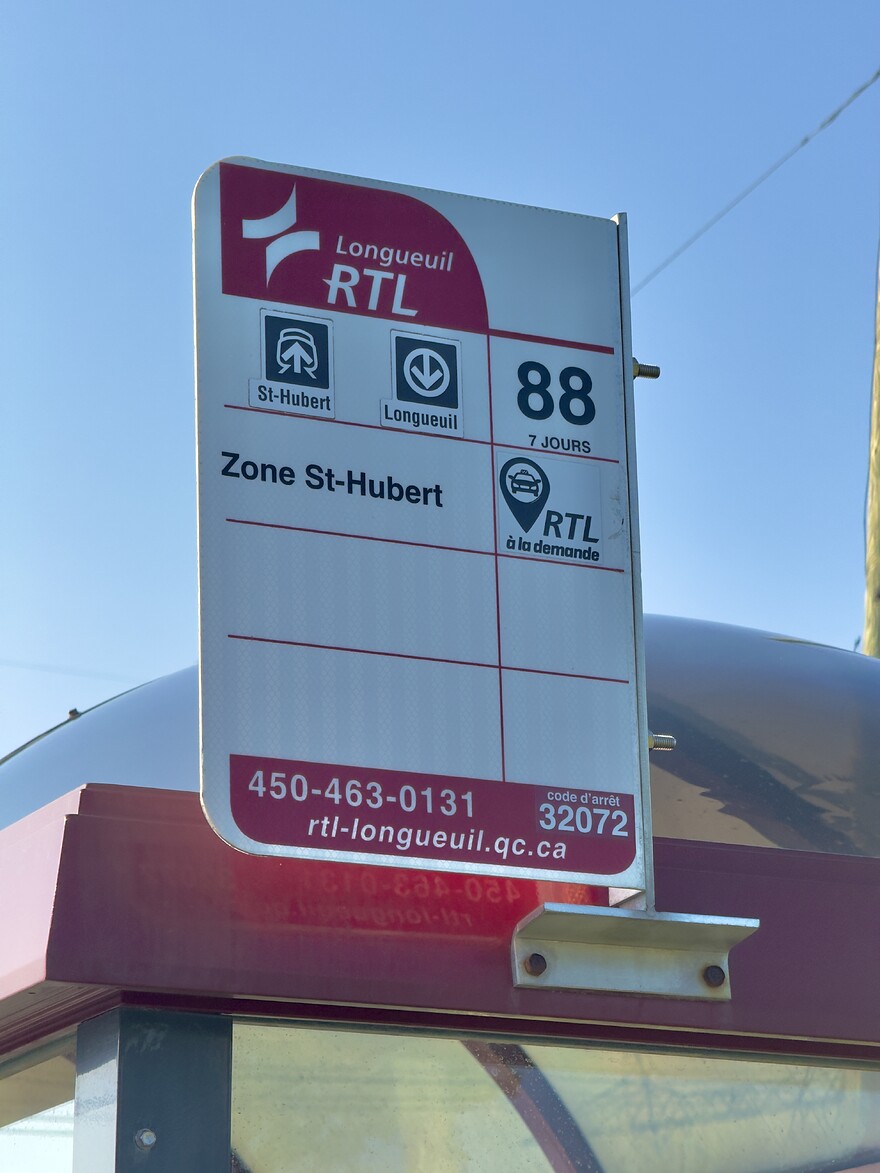 Longueuil
RTL
St-Hubert
Longueuil
88
7 JOURS
Zone St-Hubert
RTL
à la demande
450-463-0131
code d'arrêt
32072
rtl-longueuil.qc.ca